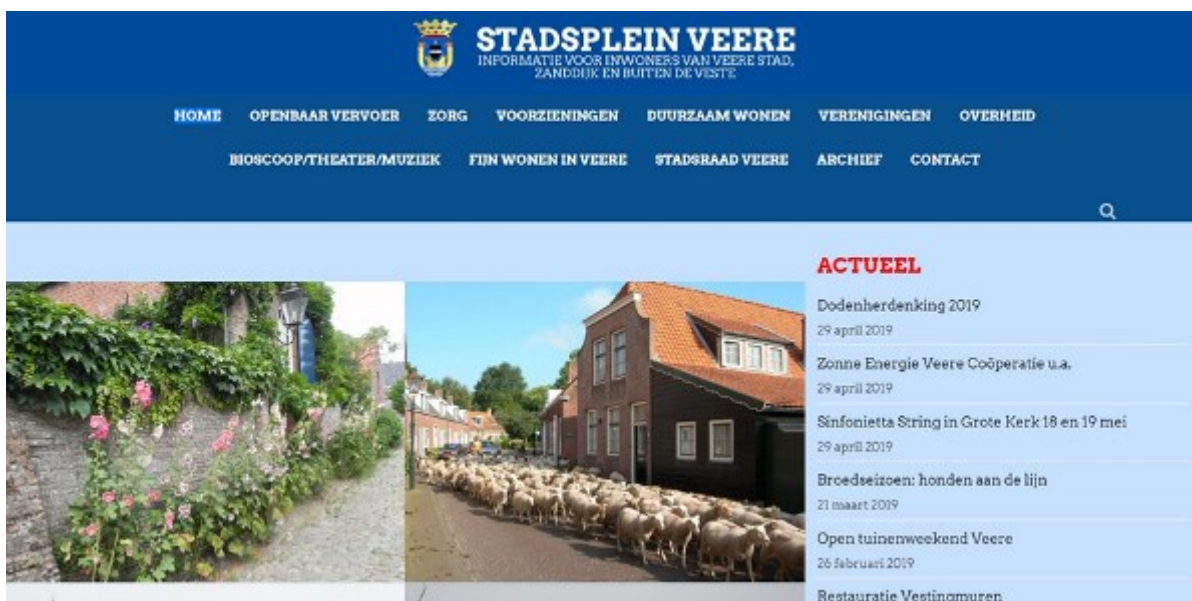 STADSPLEIN VEERE
INFORMATIE VOOR INWONERS VAN VEERE STAD,
ZANDDIJK EN BUITEN DE VESTE
HOME OPENBAAR VERVOER ZORG VOORZIENINGEN DUURZAAM WONEN VERENIGINGEN OVERHEID
BIOSCOOP/THEATER/MUZIEK FIJN WONEN IN VEERE STADSRAAD VEERE ARCHIEF CONTACT
ACTUEEL
Dodenherdenking 2019
29 april 2019
Zonne Energie Veere Coöperatie u.a.
29 april 2019
Sinfonietta String in Grote Kerk 18 en 19 mei
29 april 2019
Broedseizoen: honden aan de lijn
21 maart 2019
Open tuinenweekend Veere
26 februari 2019
Restauratie Vestingmuren